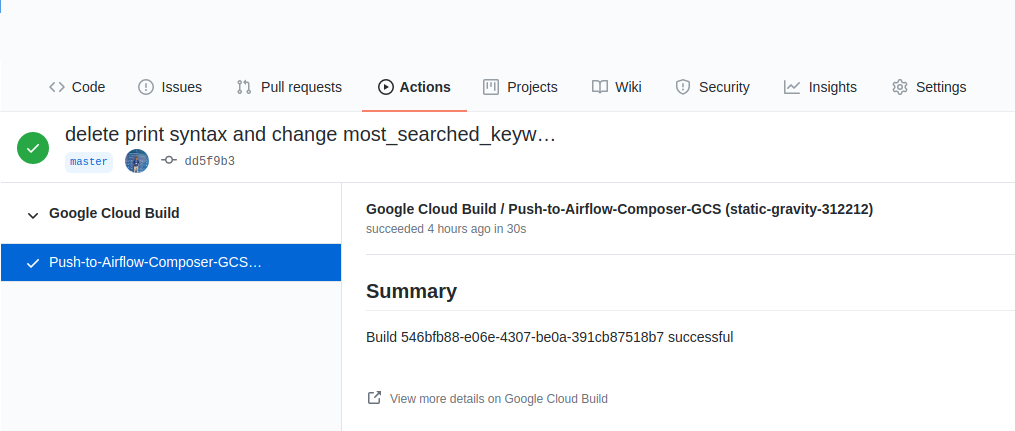 Code Issues Pull requests Actions Projects Wiki Security Insights Settings
delete print syntax and change most_searched_keyw…
master dd5f9b3
Google Cloud Build
Push-to-Airflow-Composer-GCS…
Google Cloud Build / Push-to-Airflow-Composer-GCS (static-gravity-312212)
succeeded 4 hours ago in 30s
Summary
Build 546bfb88-e06e-4307-be0a-391cb87518b7 successful
View more details on Google Cloud Build